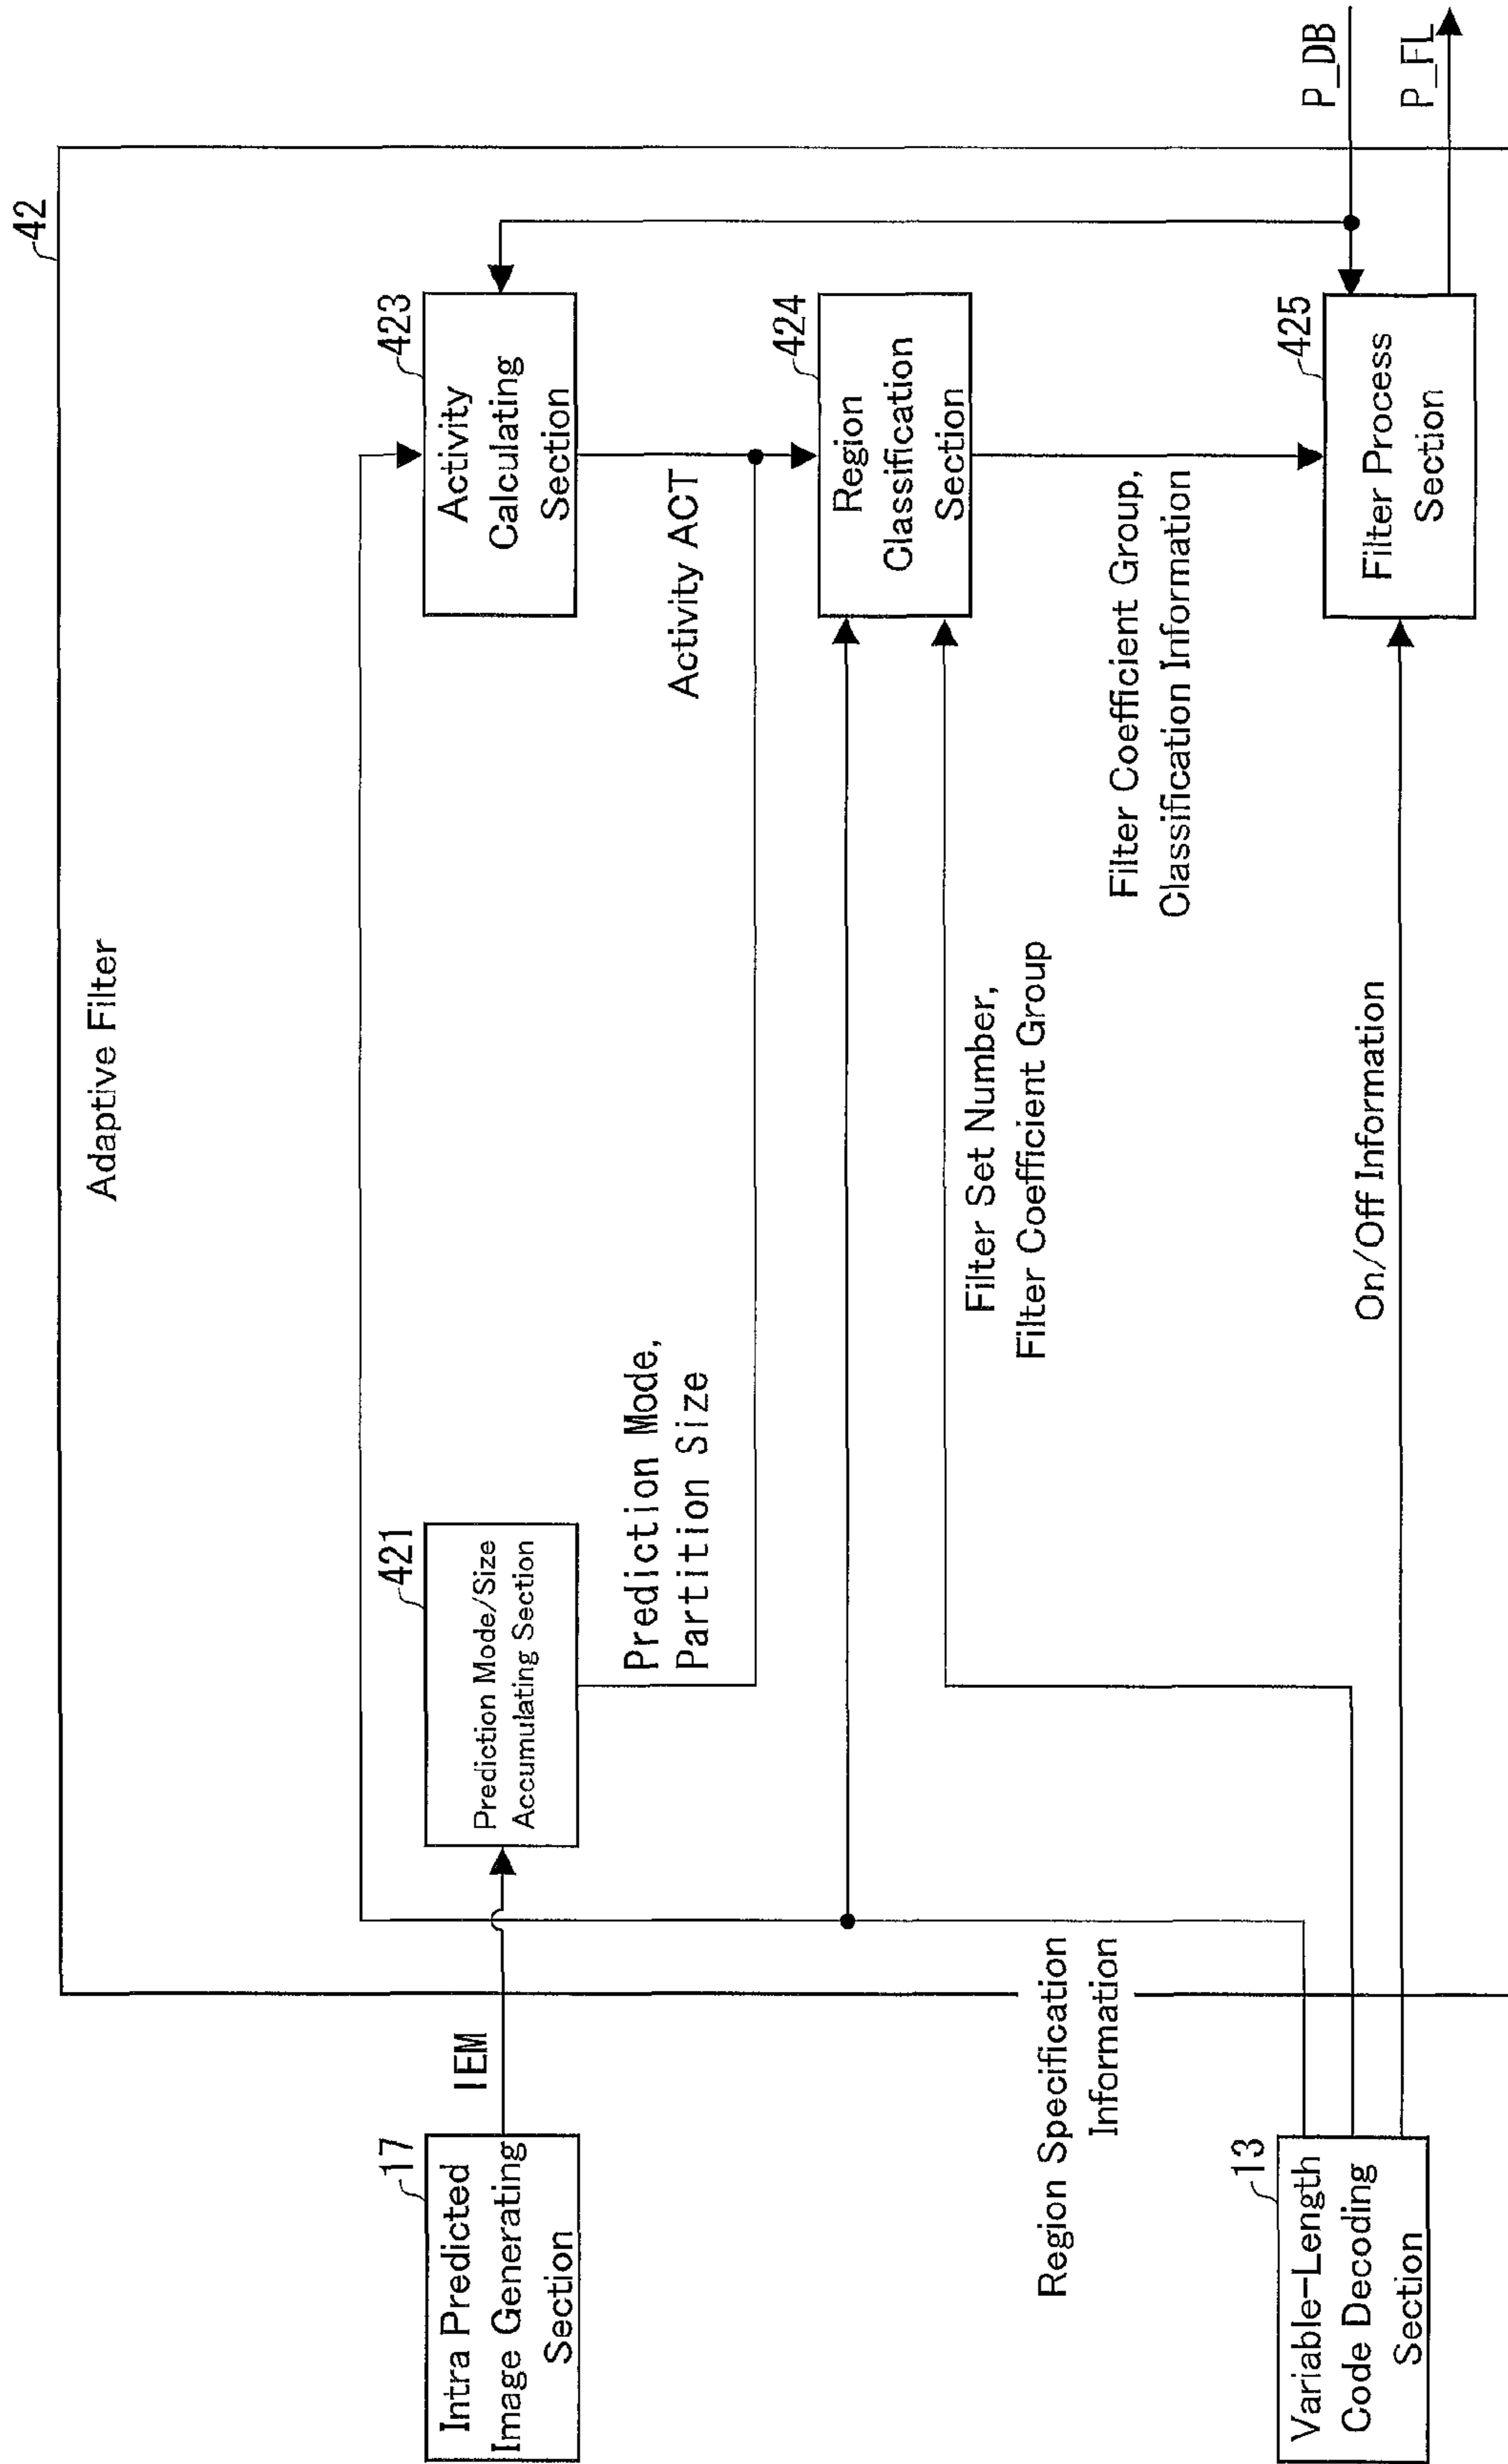 42
Adaptive Filter
17
Intra Predicted
Image Generating
Section
IEM
421
Prediction Mode/Size
Accumulating Section
Prediction Mode,
Partition Size
423
Activity
Calculating
Section
Activity ACT
424
Region
Classification
Section
Filter Set Number,
Filter Coefficient Group
Filter Coefficient Group,
Classification Information
Region Specification
Information
13
Variable-Length
Code Decoding
Section
On/Off Information
425
Filter Process
Section
P_DB
P_FL